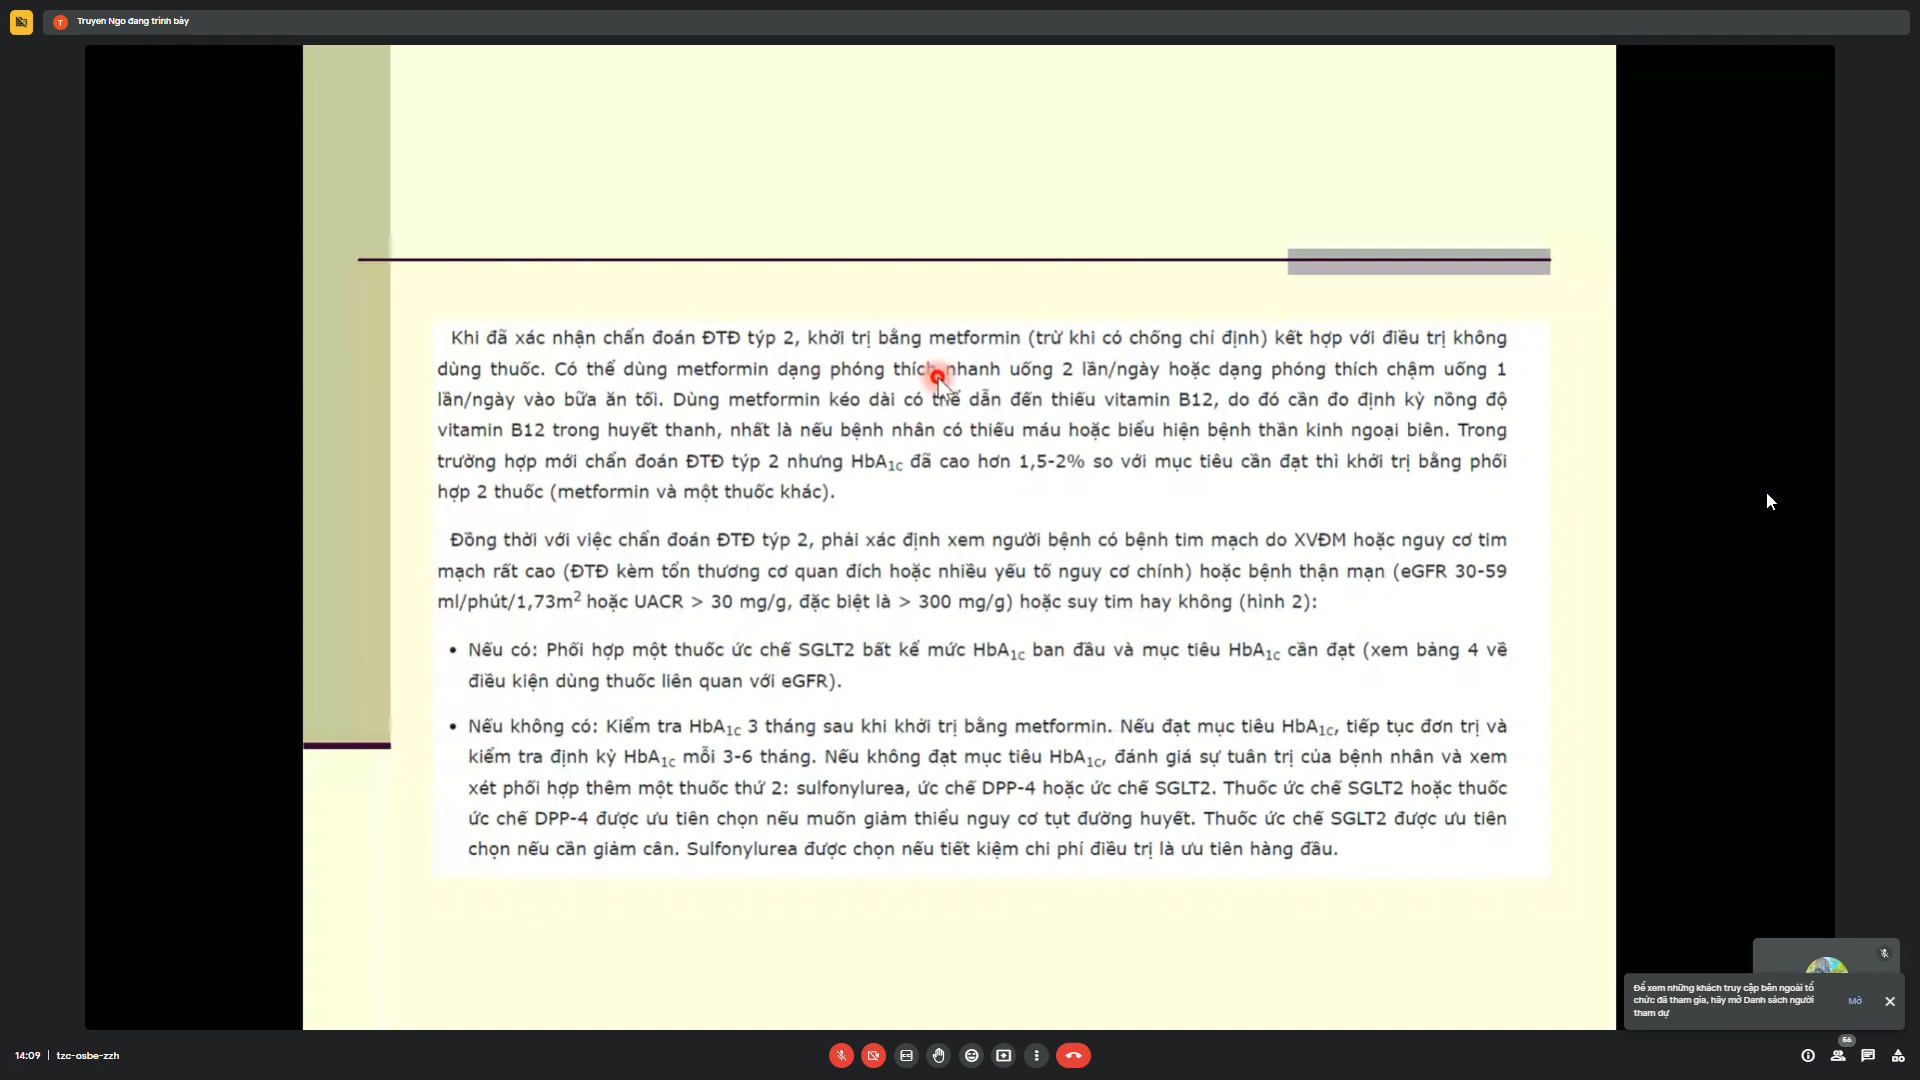 T Truyen Ngo đang trình bày
Khi đã xác nhận chẩn đoán ĐTĐ týp 2, khởi trị bằng metformin (trừ khi có chống chỉ định) kết hợp với điều trị không
dùng thuốc. Có thể dùng metformin dạng phóng thích nhanh uống 2 lần/ngày hoặc dạng phóng thích chậm uống 1
lần/ngày vào bữa ăn tối. Dùng metformin kéo dài có thể dẫn đến thiếu vitamin B12, do đó cần đo định kỳ nồng độ
vitamin B12 trong huyết thanh, nhất là nếu bệnh nhân có thiếu máu hoặc biểu hiện bệnh thần kinh ngoại biên. Trong
trường hợp mới chẩn đoán ĐTĐ týp 2 nhưng HbA1c đã cao hơn 1,5-2% so với mục tiêu cần đạt thì khởi trị bằng phối
hợp 2 thuốc (metformin và một thuốc khác).
Đồng thời với việc chẩn đoán ĐTĐ týp 2, phải xác định xem người bệnh có bệnh tim mạch do XVĐM hoặc nguy cơ tim
mạch rất cao (ĐTĐ kèm tổn thương cơ quan đích hoặc nhiều yếu tố nguy cơ chính) hoặc bệnh thận mạn (eGFR 30-59
ml/phút/1,73m² hoặc UACR > 30 mg/g, đặc biệt là > 300 mg/g) hoặc suy tim hay không (hình 2):
• Nếu có: Phối hợp một thuốc ức chế SGLT2 bất kể mức HbA1c ban đầu và mục tiêu HbA1c cần đạt (xem bảng 4 về
điều kiện dùng thuốc liên quan với eGFR).
• Nếu không có: Kiểm tra HbA1c 3 tháng sau khi khởi trị bằng metformin. Nếu đạt mục tiêu HbA1c, tiếp tục đơn trị và
kiểm tra định kỳ HbA1c mỗi 3-6 tháng. Nếu không đạt mục tiêu HbA1c, đánh giá sự tuân trị của bệnh nhân và xem
xét phối hợp thêm một thuốc thứ 2: sulfonylurea, ức chế DPP-4 hoặc ức chế SGLT2. Thuốc ức chế SGLT2 hoặc thuốc
ức chế DPP-4 được ưu tiên chọn nếu muốn giảm thiểu nguy cơ tụt đường huyết. Thuốc ức chế SGLT2 được ưu tiên
chọn nếu cần giảm cân. Sulfonylurea được chọn nếu tiết kiệm chi phí điều trị là ưu tiên hàng đầu.
Để xem những khách truy cập bên ngoài tổ
chức đã tham gia, hãy mở Danh sách người
tham dự
Mở
14:09 | tzc-osbe-zzh
56